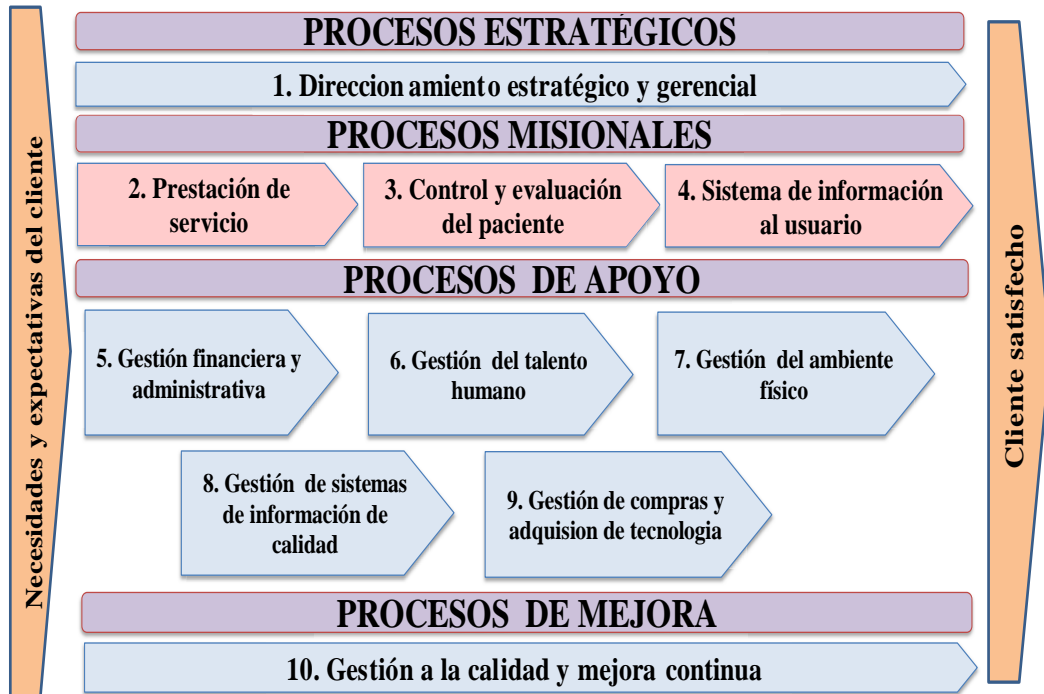 Necesidades y expectativas del cliente
PROCESOS ESTRATÉGICOS
1. Direccion amiento estratégico y gerencial
PROCESOS MISIONALES
2. Prestación de
servicio
3. Control y evaluación
del paciente
4. Sistema de información
al usuario
PROCESOS DE APOYO
5. Gestión financiera y
administrativa
6. Gestión del talento
humano
7. Gestión del ambiente
físico
8. Gestión de sistemas
de información de
calidad
9. Gestión de compras y
adquision de tecnologia
PROCESOS DE MEJORA
10. Gestión a la calidad y mejora continua
Cliente satisfecho